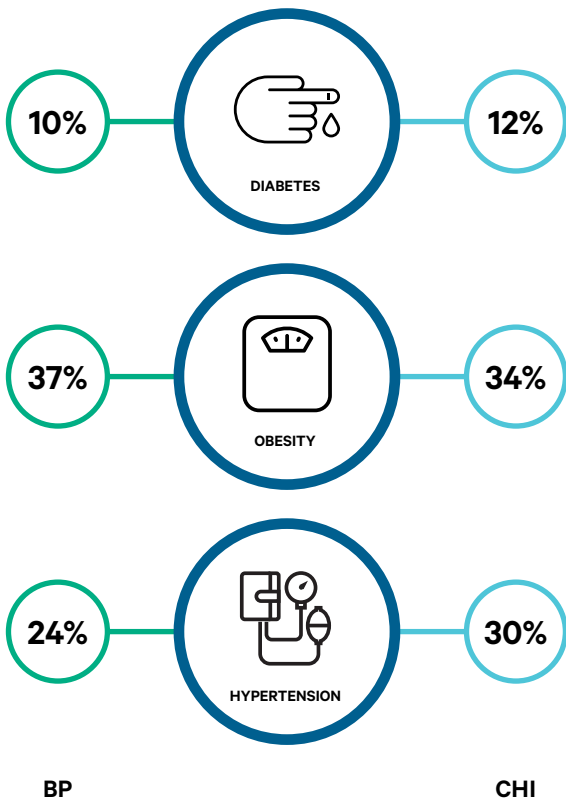 10%
12%
DIABETES
37%
34%
OBESITY
24%
30%
HYPERTENSION
BP
CHI